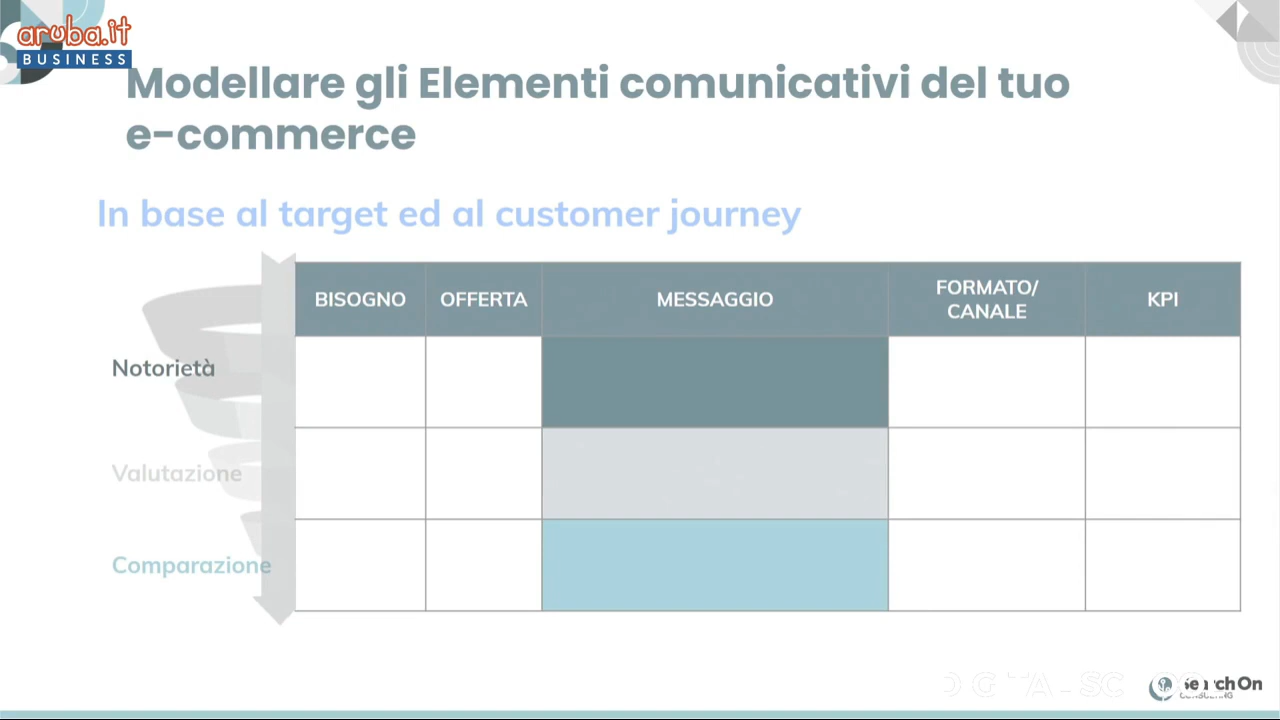 aruba.it
BUSINESS
Modellare gli Elementi comunicativi del tuo
e-commerce
In base al target ed al customer journey
BISOGNO OFFERTA MESSAGGIO FORMATO/ CANALE KPI
Notorietà
Valutazione
Comparazione
SearchOn